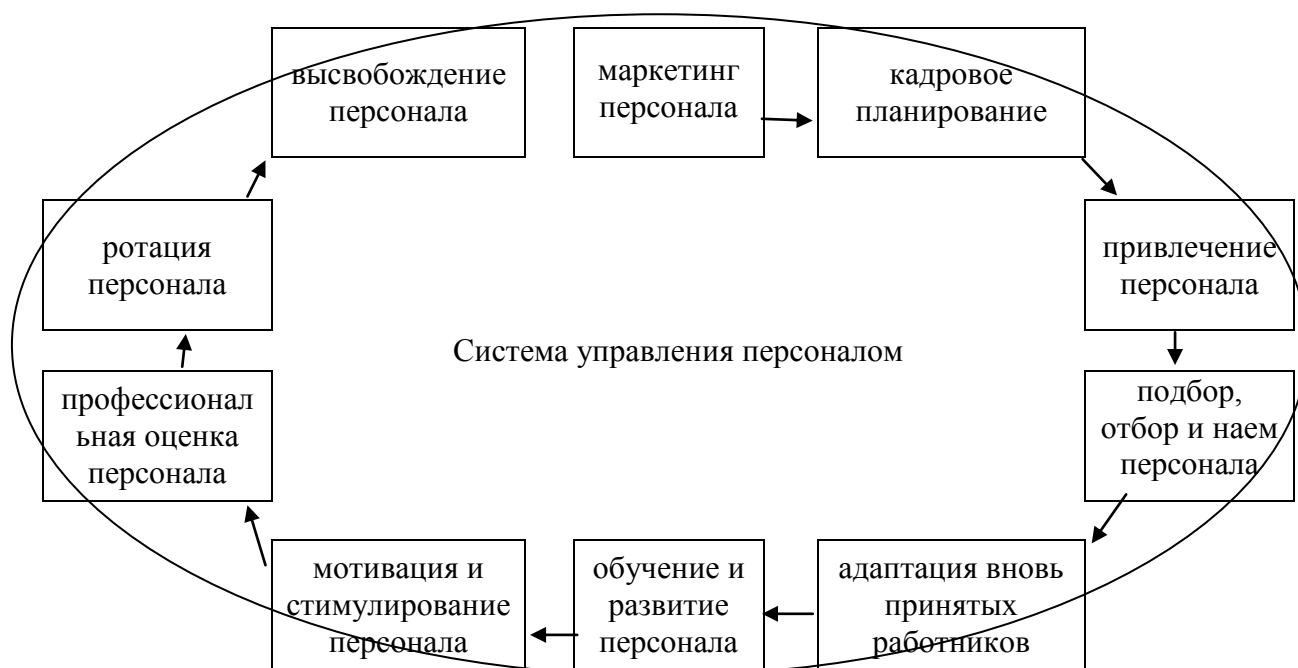 высвобождение
персонала
маркетинг
персонала
кадровое
планирование
ротация
персонала
привлечение
персонала
Система управления персоналом
профессионал
ьная оценка
персонала
подбор,
отбор и наем
персонала
мотивация и
стимулирование
персонала
обучение и
развитие
персонала
адаптация вновь
принятых
работников